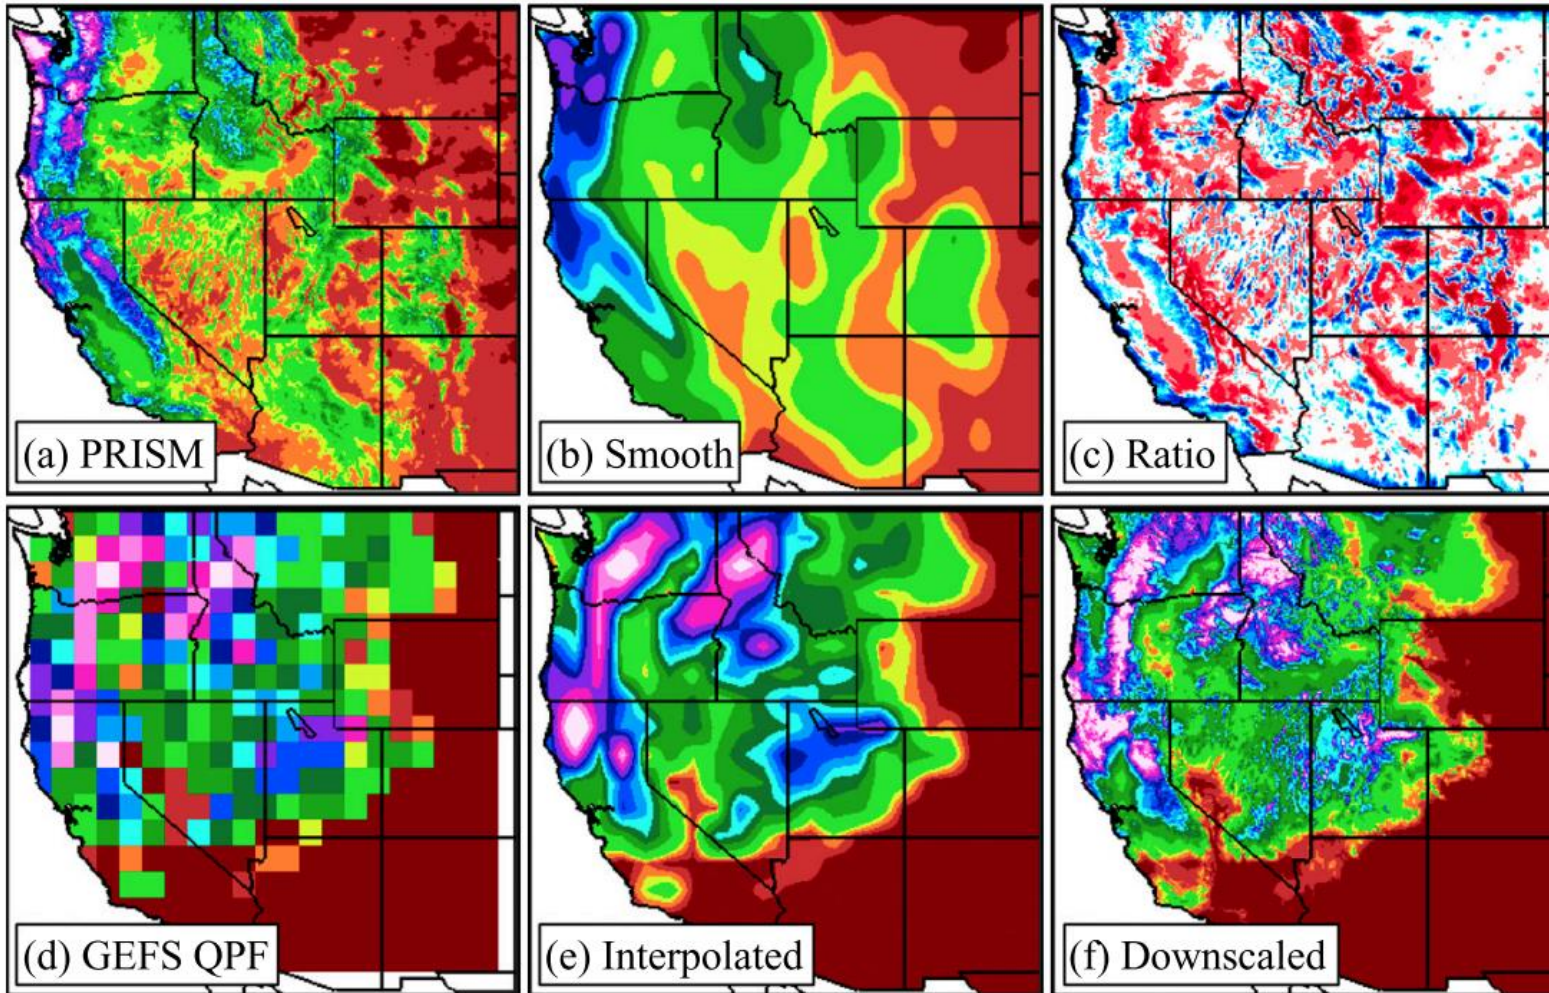 (a) PRISM
(b) Smooth
(c) Ratio
(d) GEFS QPF
(e) Interpolated
(f) Downscaled